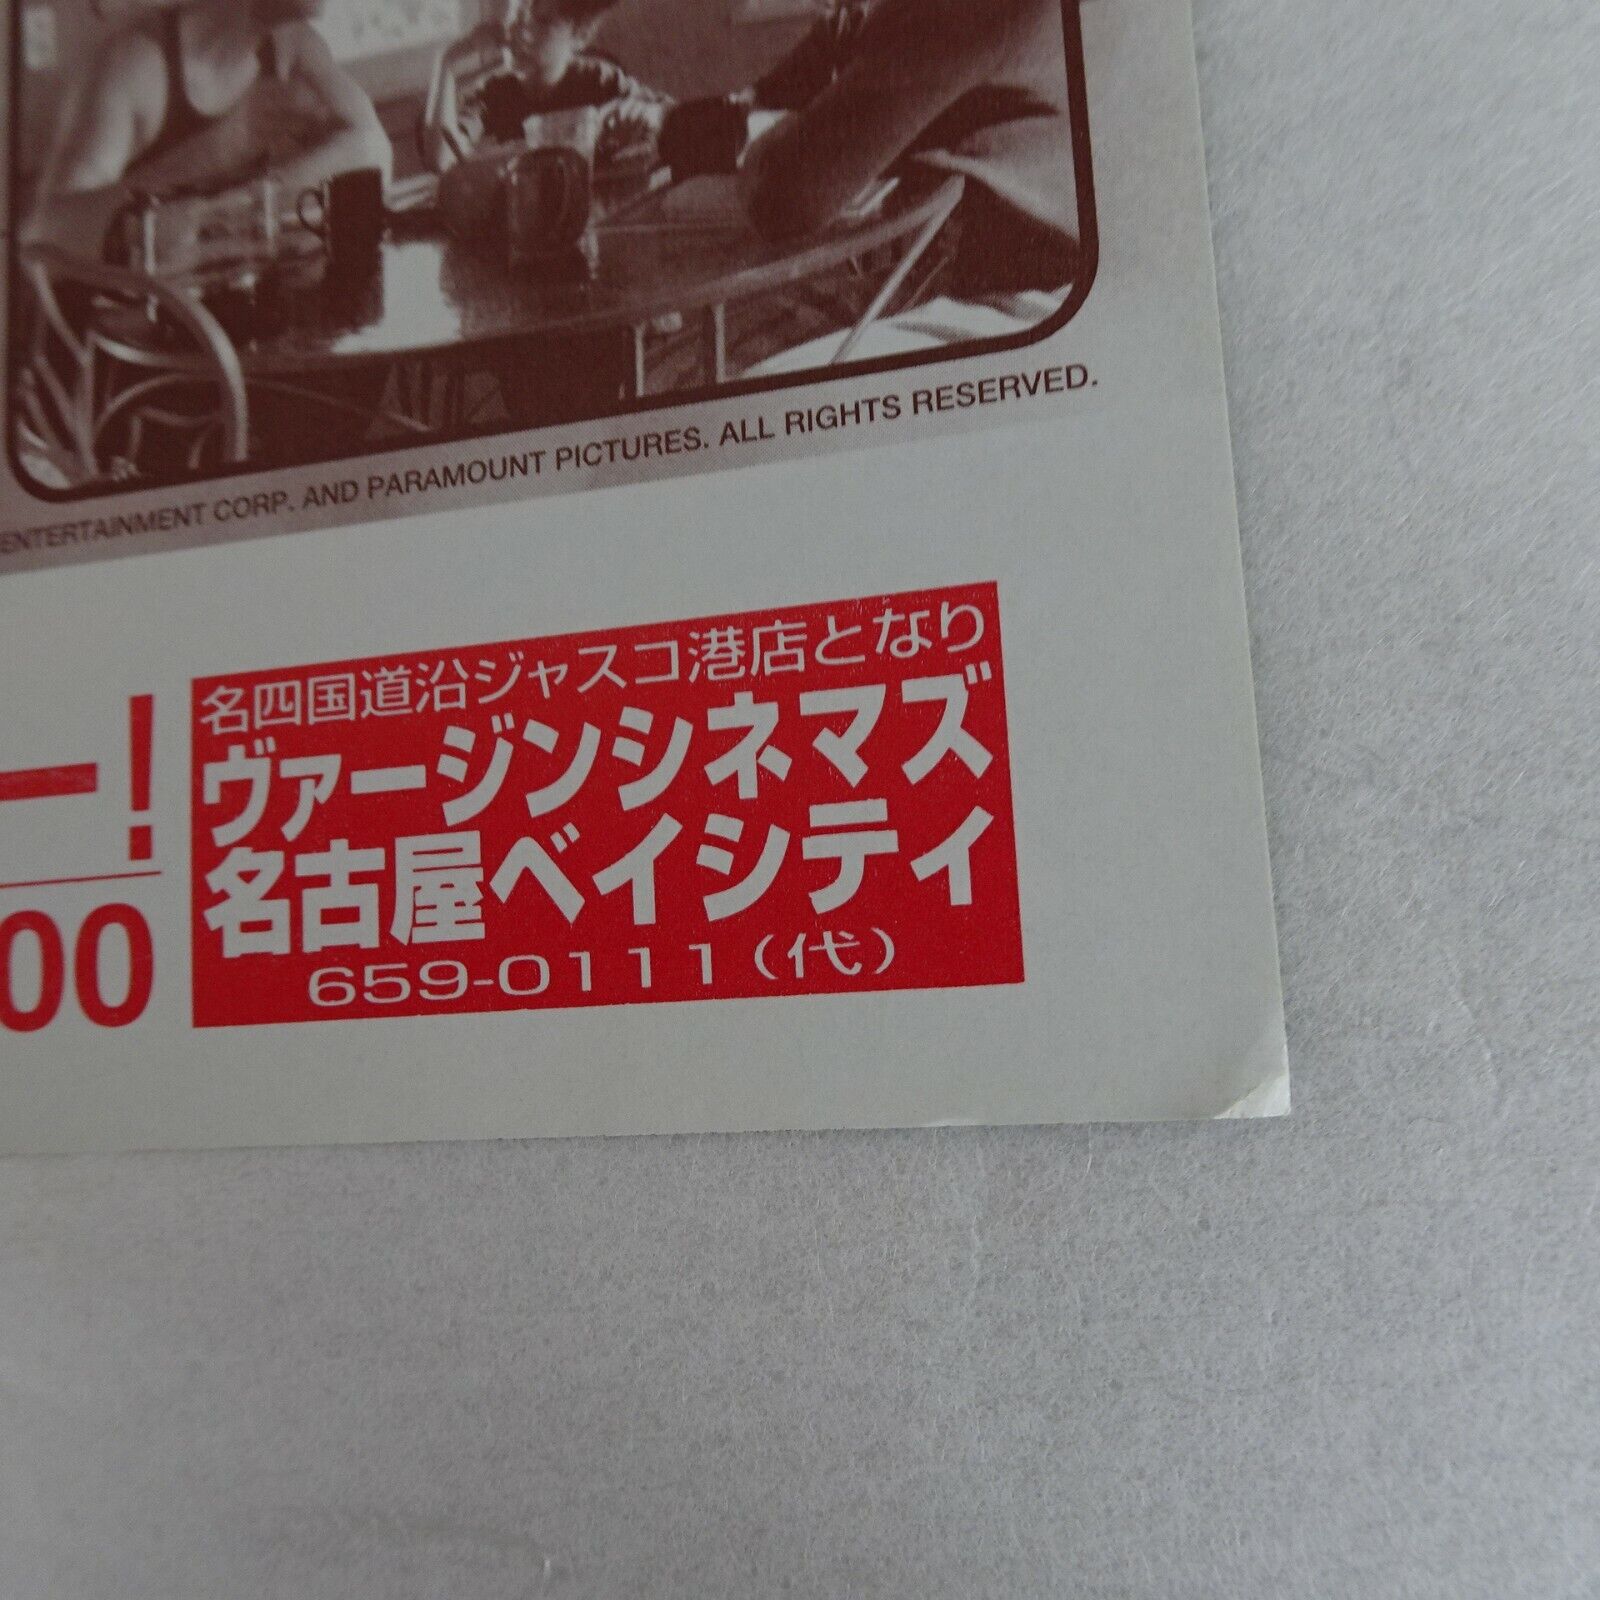 ENTERTAINMENT CORP. AND PARAMOUNT PICTURES. ALL RIGHTS RESERVED.
ー!
00
名四国道沿ジャスコ港店となり
ヴァージンシネマズ
名古屋ベイシティ
659-0111(代)